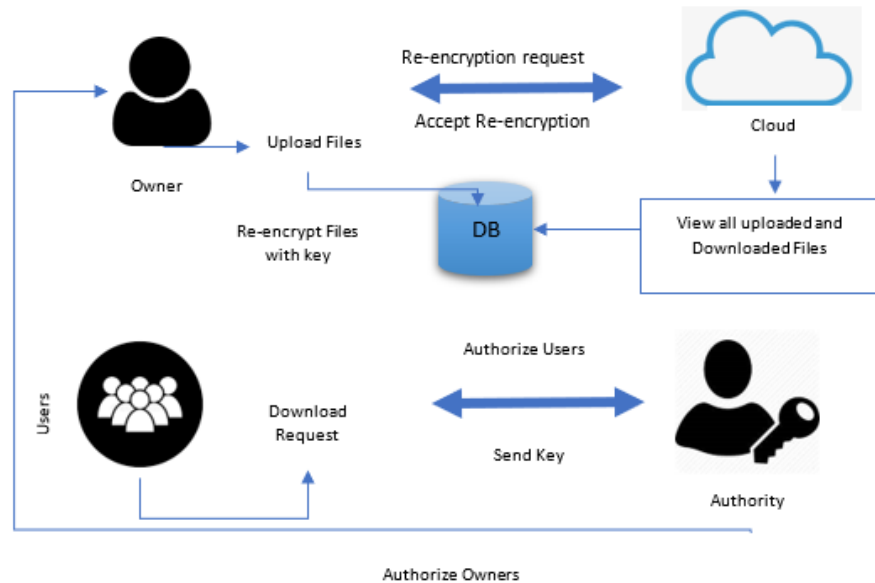 Re-encryption request
Accept Re-encryption
Cloud
Upload Files
Owner
Re-encrypt Files
with key
DB
View all uploaded and
Downloaded Files
Users
Download
Request
Authorize Users
Send Key
Authority
Authorize Owners